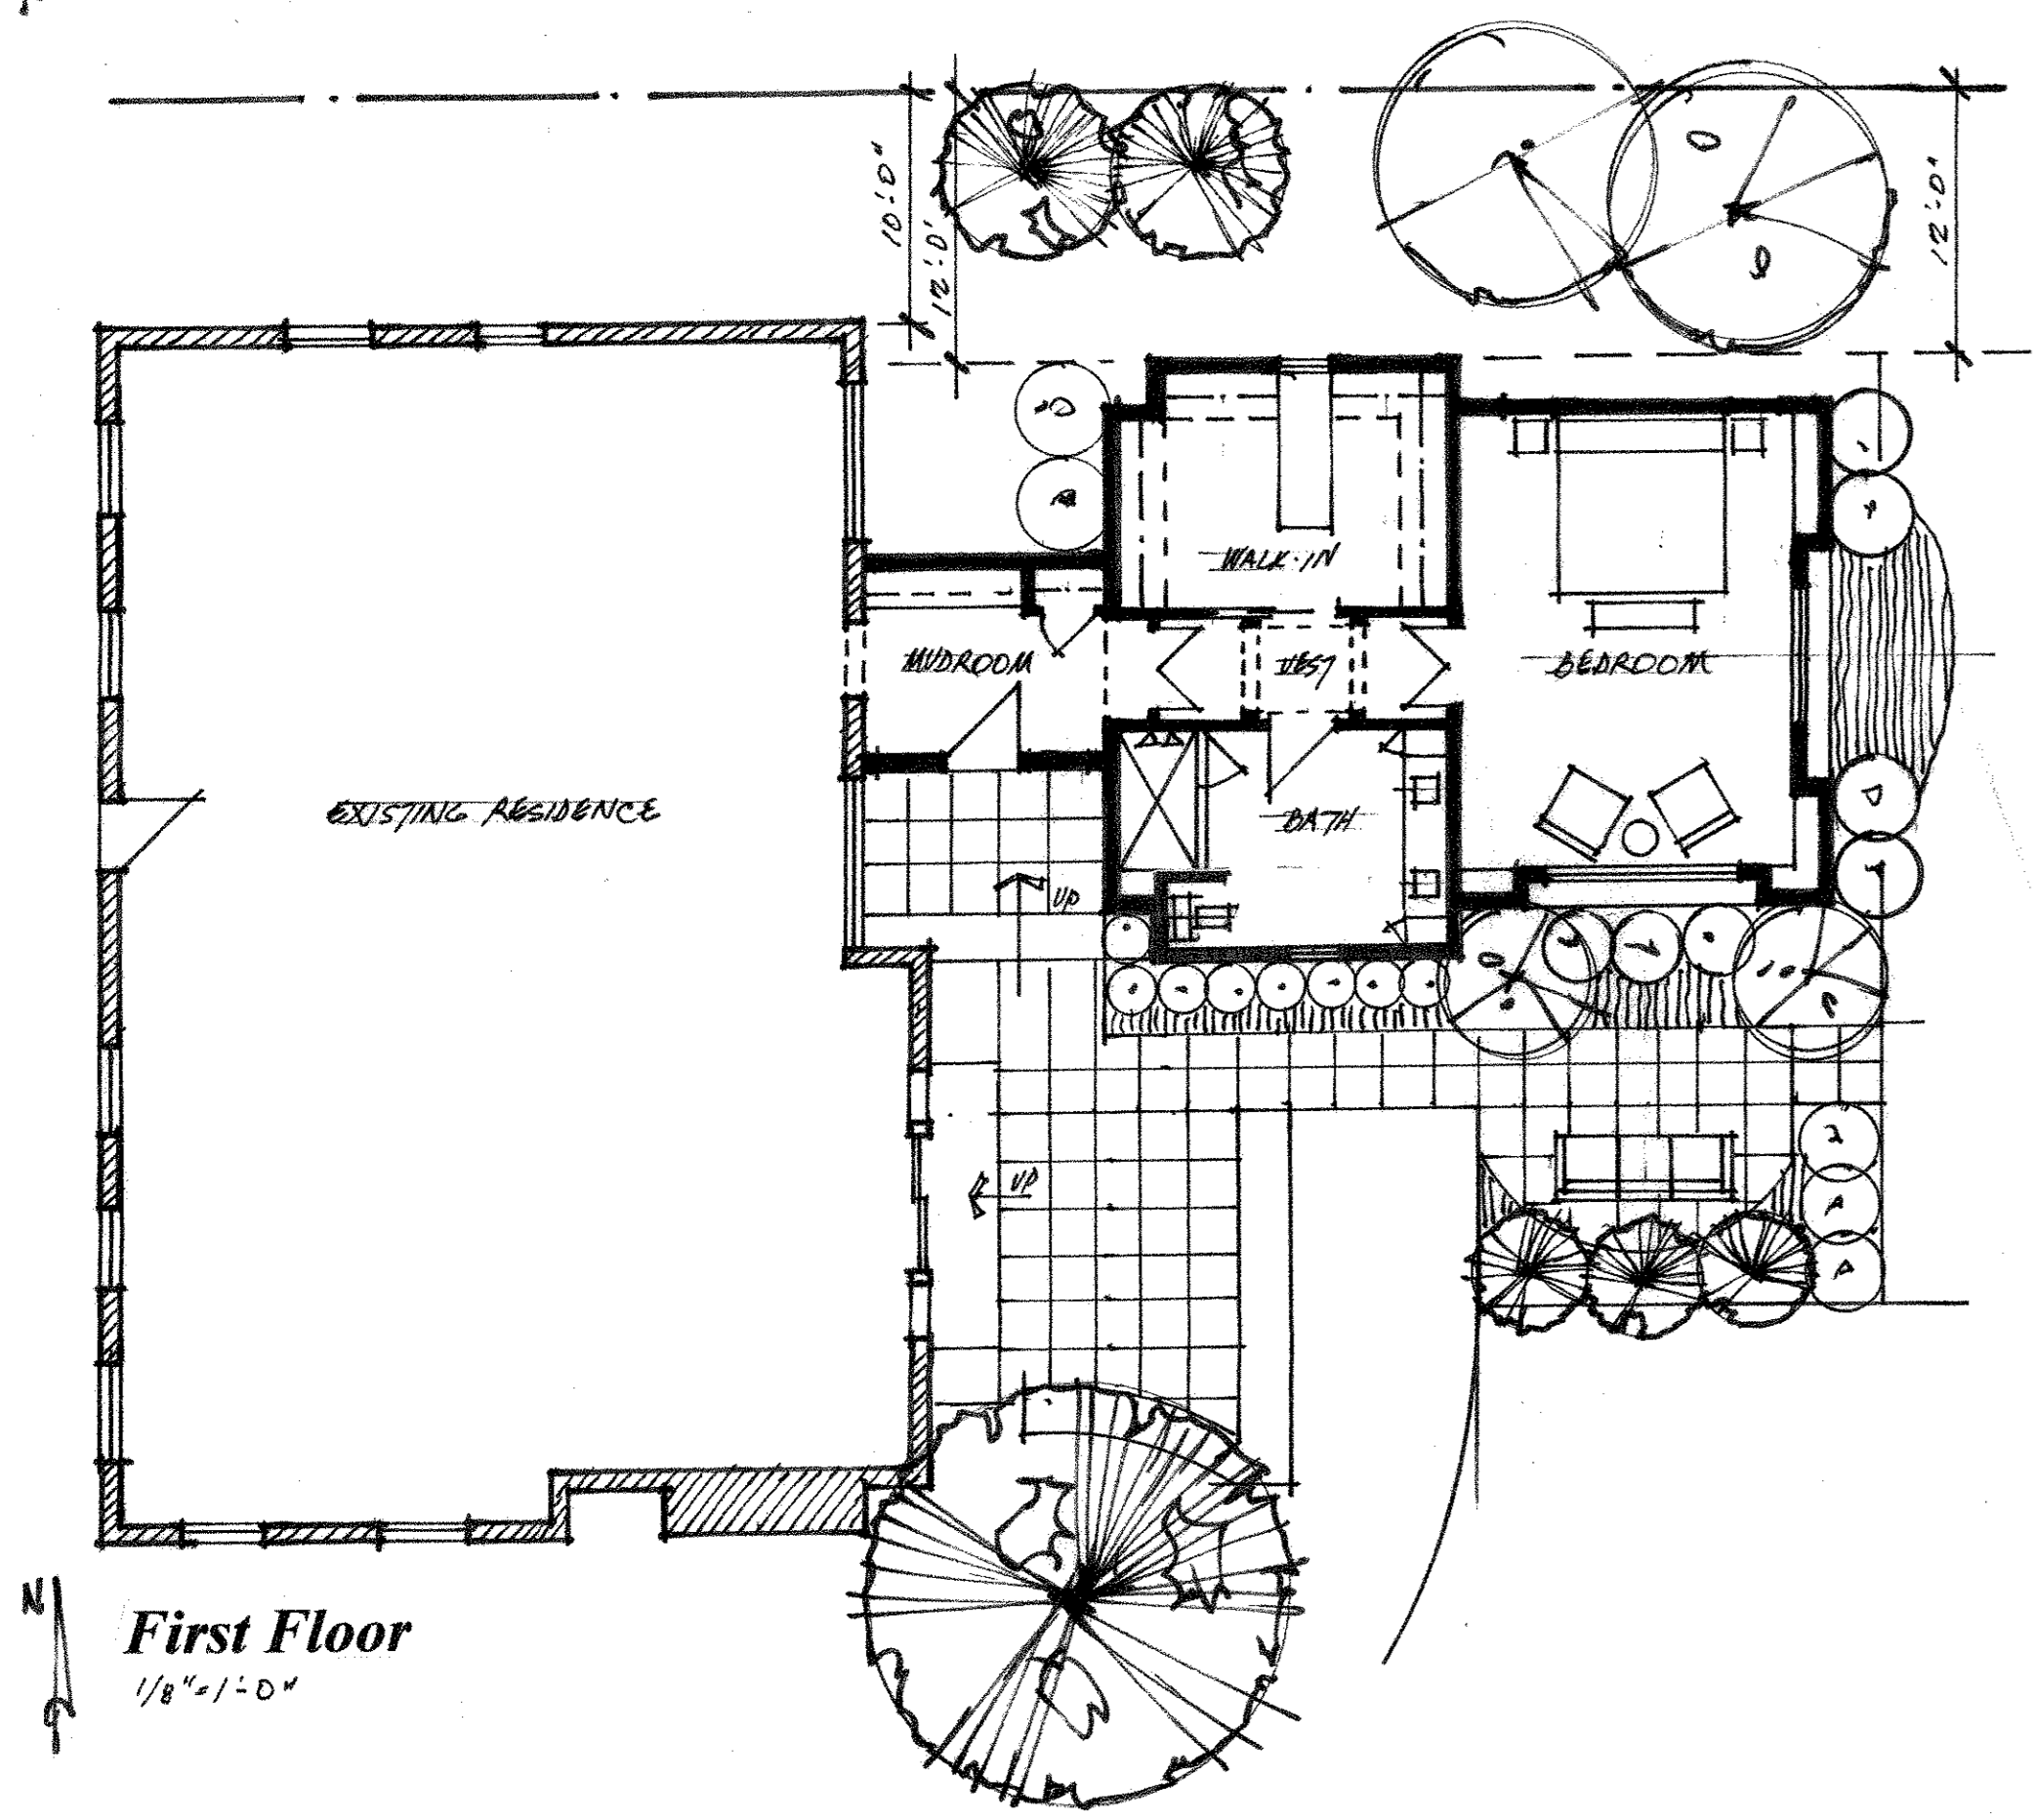 10'-0"
12'-0"
12'-0"
WALK-IN
MUDROOM
VEST
BEDROOM
EXISTING RESIDENCE
BATH
UP
UP
N
First Floor
1/8"=1'-0"